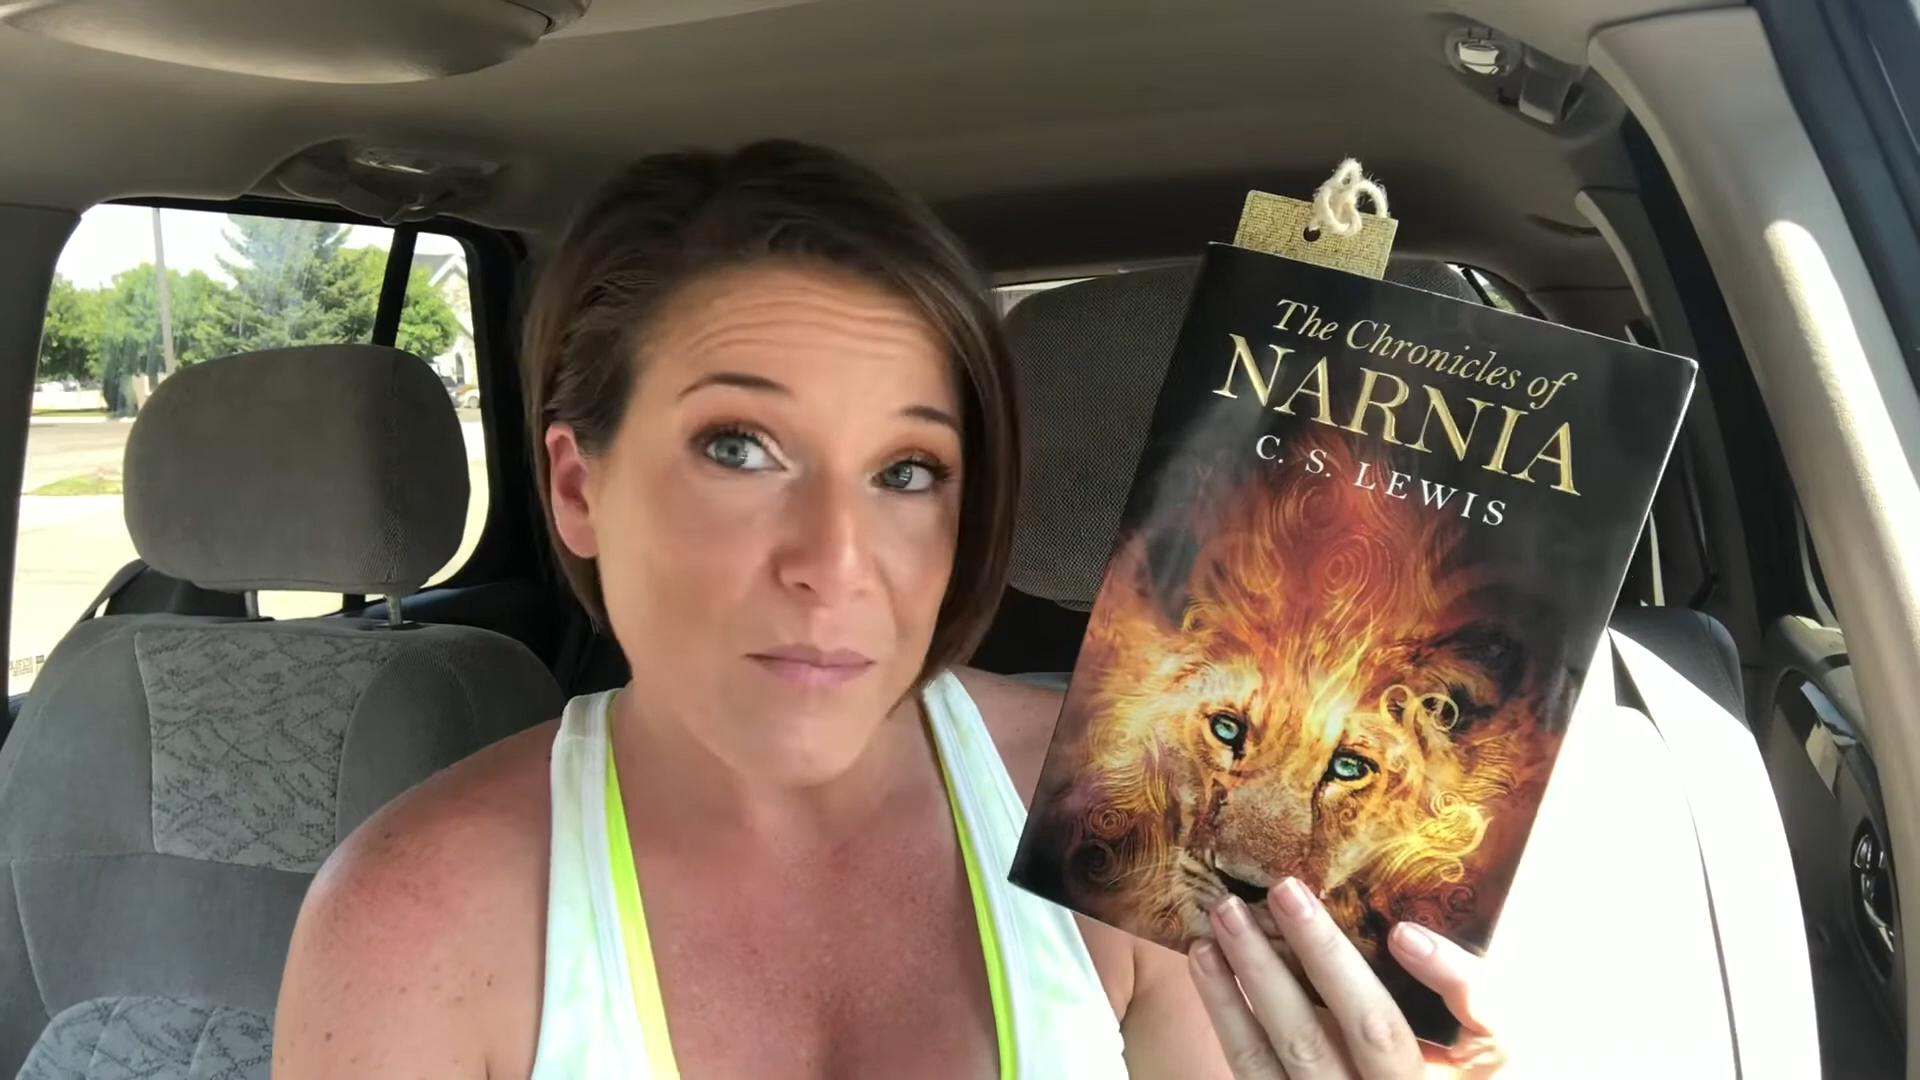 The Chronicles of
NARNIA
C. S. LEWIS